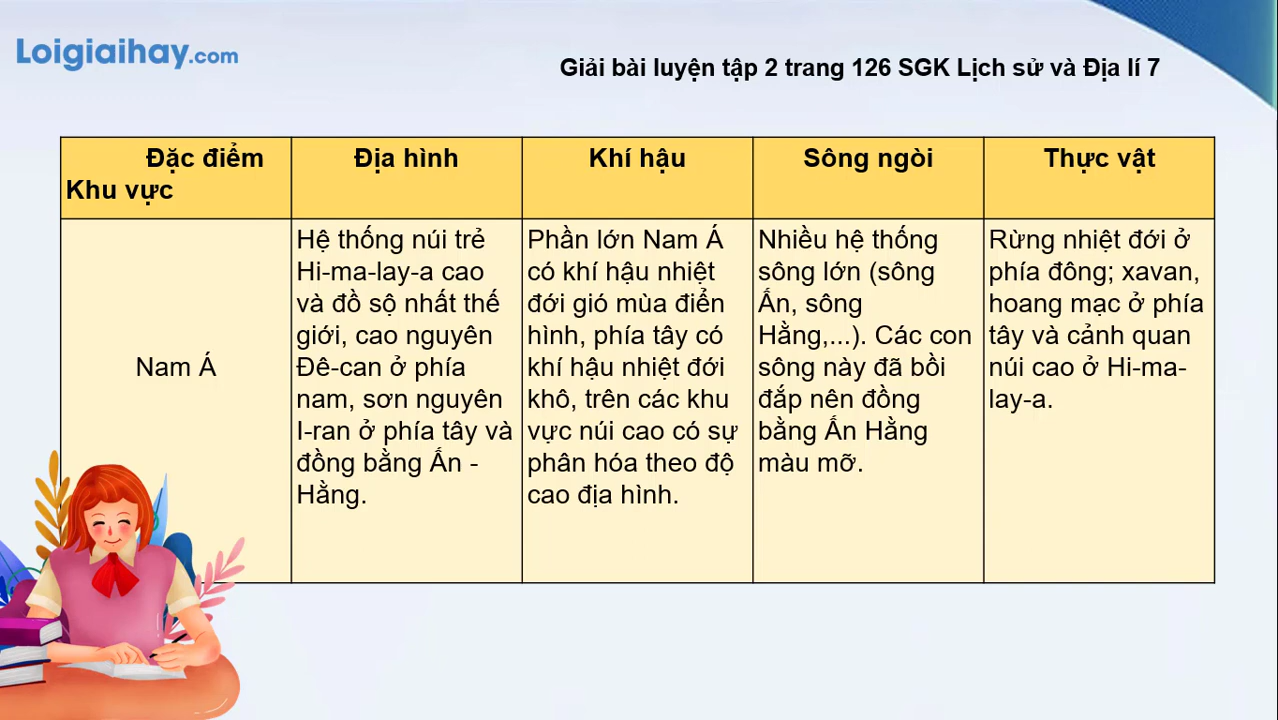 Loigiaihay.com
Giải bài luyện tập 2 trang 126 SGK Lịch sử và Địa lí 7
Đặc điểm
Khu vực
Địa hình
Khí hậu
Sông ngòi
Thực vật
Nam Á
Hệ thống núi trẻ
Hi-ma-lay-a cao
và đồ sộ nhất thế
giới, cao nguyên
Đê-can ở phía
nam, sơn nguyên
I-ran ở phía tây và
đồng bằng Ấn -
Hằng.
Phần lớn Nam Á
có khí hậu nhiệt
đới gió mùa điển
hình, phía tây có
khí hậu nhiệt đới
khô, trên các khu
vực núi cao có sự
phân hóa theo độ
cao địa hình.
Nhiều hệ thống
sông lớn (sông
Ấn, sông
Hằng,...). Các con
sông này đã bồi
đắp nên đồng
bằng Ấn Hằng
màu mỡ.
Rừng nhiệt đới ở
phía đông; xavan,
hoang mạc ở phía
tây và cảnh quan
núi cao ở Hi-ma-
lay-a.